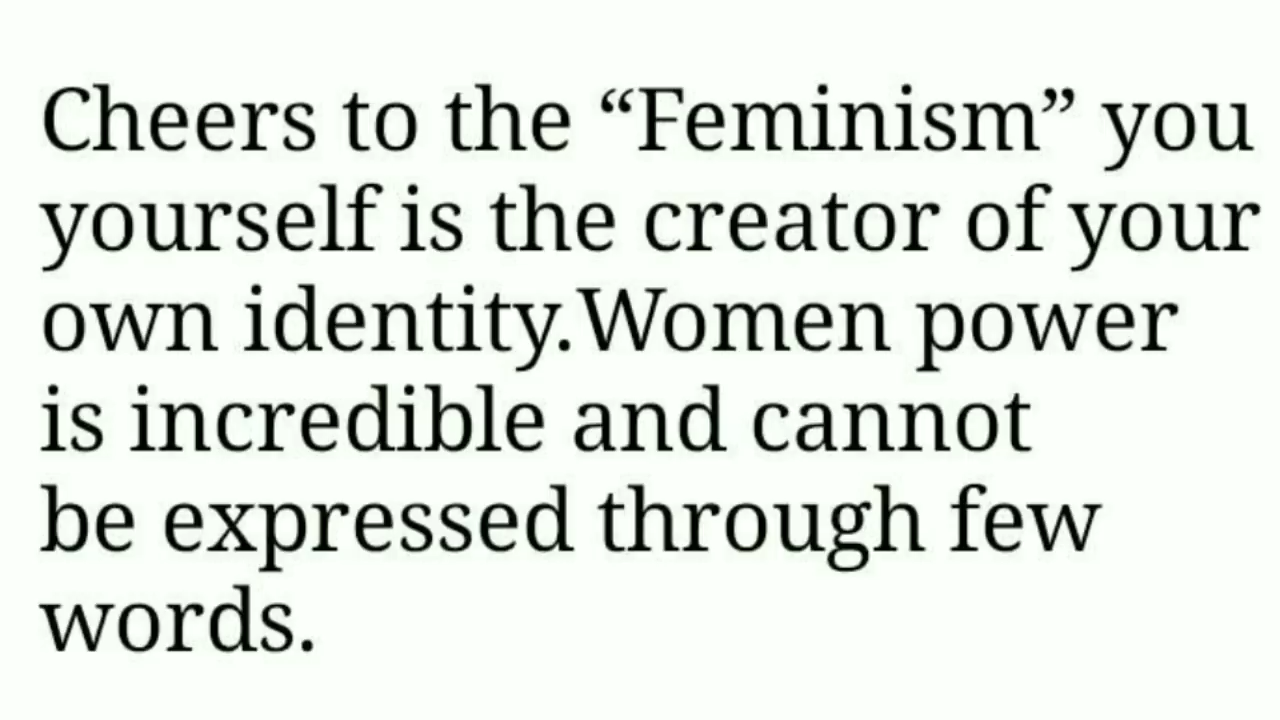 Cheers to the “Feminism” you
yourself is the creator of your
own identity.Women power
is incredible and cannot
be expressed through few
words.